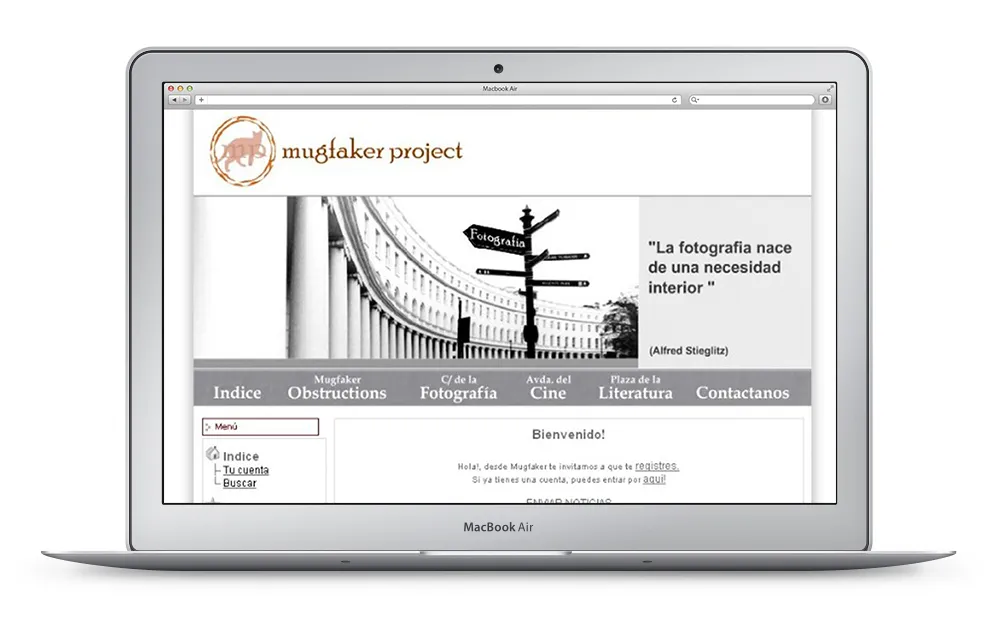 Macbook Air
mp
mugfaker project
Fotografía
"La fotografia nace
de una necesidad
interior "
(Alfred Stieglitz)
Indice
Mugfaker
Obstructions
C/ de la
Fotografía
Avda. del
Cine
Plaza de la
Literatura
Contactanos
Menú
Bienvenido!
Indice
Hola!, desde Mugfaker te invitamos a que te registres.
Tu cuenta
Si ya tienes una cuenta, puedes entrar por aquí!
Buscar
ENVIAR NOTICIAS
MacBook Air